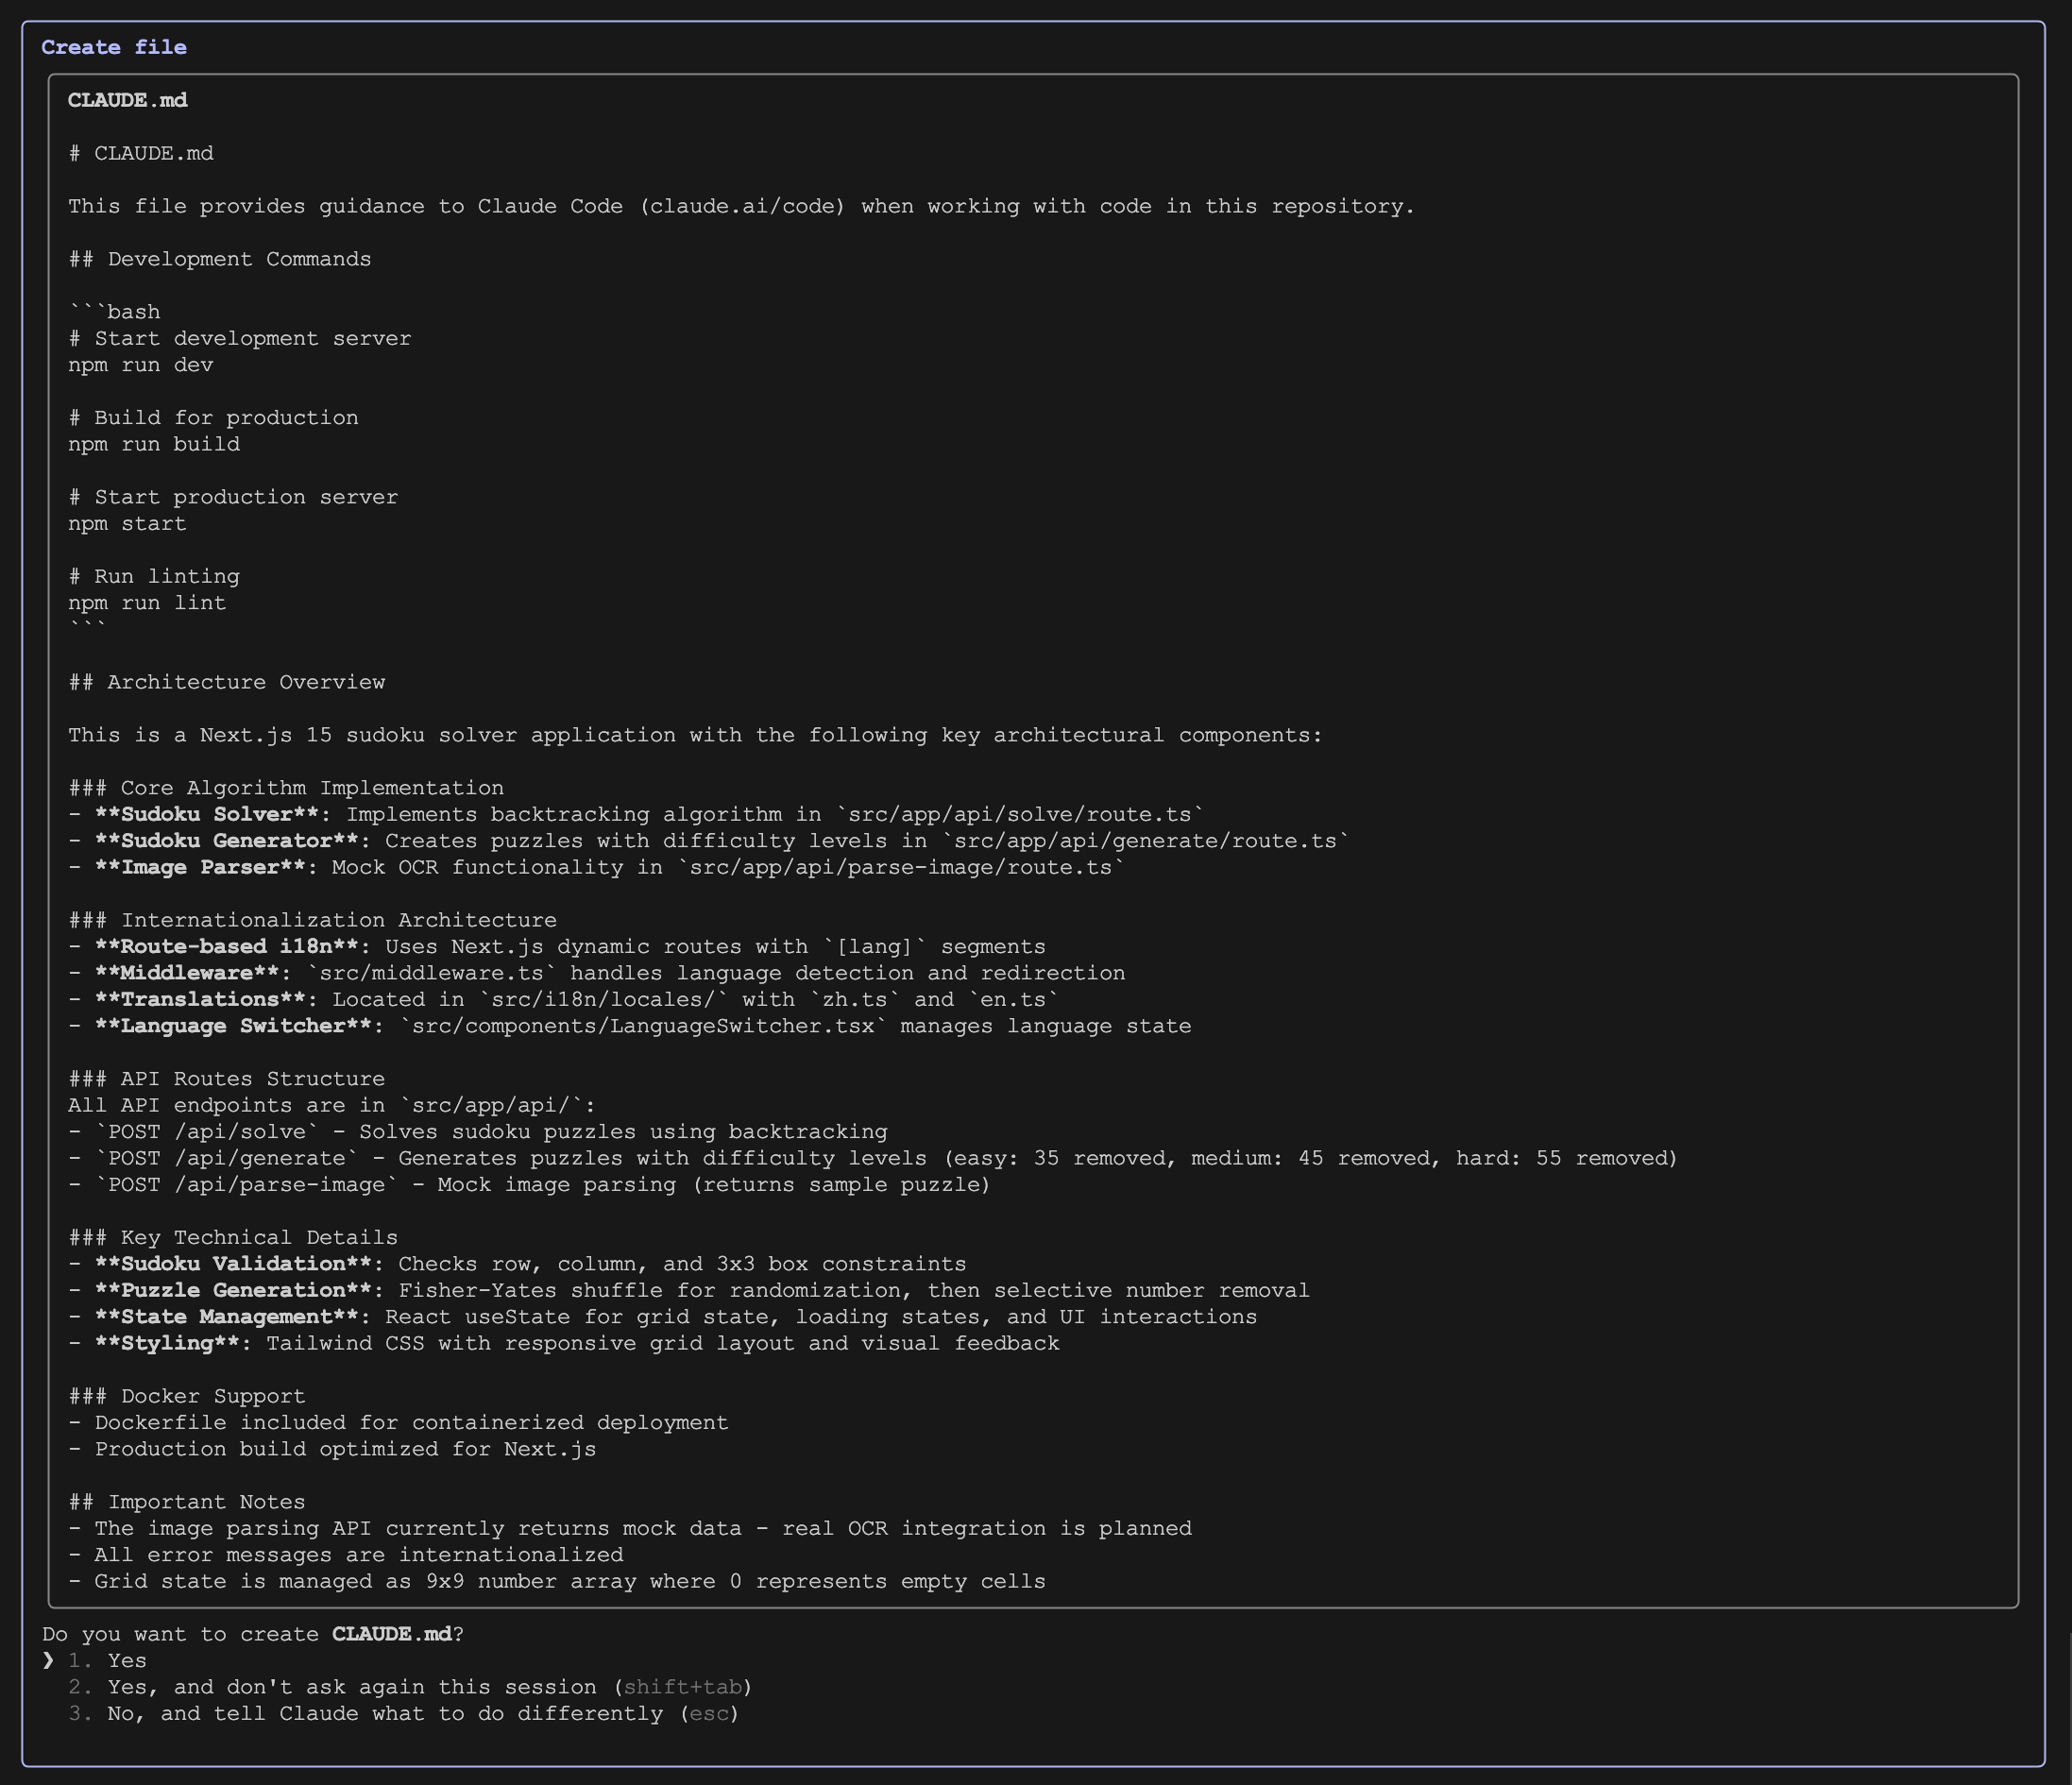 Create file
CLAUDE.md
# CLAUDE.md
This file provides guidance to Claude Code (claude.ai/code) when working with code in this repository.
## Development Commands
```bash
# Start development server
npm run dev
# Build for production
npm run build
# Start production server
npm start
# Run linting
npm run lint
```
## Architecture Overview
This is a Next.js 15 sudoku solver application with the following key architectural components:
### Core Algorithm Implementation
- **Sudoku Solver**: Implements backtracking algorithm in `src/app/api/solve/route.ts`
- **Sudoku Generator**: Creates puzzles with difficulty levels in `src/app/api/generate/route.ts`
- **Image Parser**: Mock OCR functionality in `src/app/api/parse-image/route.ts`
### Internationalization Architecture
- **Route-based i18n**: Uses Next.js dynamic routes with `[lang]` segments
- **Middleware**: `src/middleware.ts` handles language detection and redirection
- **Translations**: Located in `src/i18n/locales/` with `zh.ts` and `en.ts`
- **Language Switcher**: `src/components/LanguageSwitcher.tsx` manages language state
### API Routes Structure
All API endpoints are in `src/app/api/`:
- `POST /api/solve` - Solves sudoku puzzles using backtracking
- `POST /api/generate` - Generates puzzles with difficulty levels (easy: 35 removed, medium: 45 removed, hard: 55 removed)
- `POST /api/parse-image` - Mock image parsing (returns sample puzzle)
### Key Technical Details
- **Sudoku Validation**: Checks row, column, and 3x3 box constraints
- **Puzzle Generation**: Fisher-Yates shuffle for randomization, then selective number removal
- **State Management**: React useState for grid state, loading states, and UI interactions
- **Styling**: Tailwind CSS with responsive grid layout and visual feedback
### Docker Support
- Dockerfile included for containerized deployment
- Production build optimized for Next.js
## Important Notes
- The image parsing API currently returns mock data - real OCR integration is planned
- All error messages are internationalized
- Grid state is managed as 9x9 number array where 0 represents empty cells
Do you want to create CLAUDE.md?
❯ 1. Yes
2. Yes, and don't ask again this session (shift+tab)
3. No, and tell Claude what to do differently (esc)